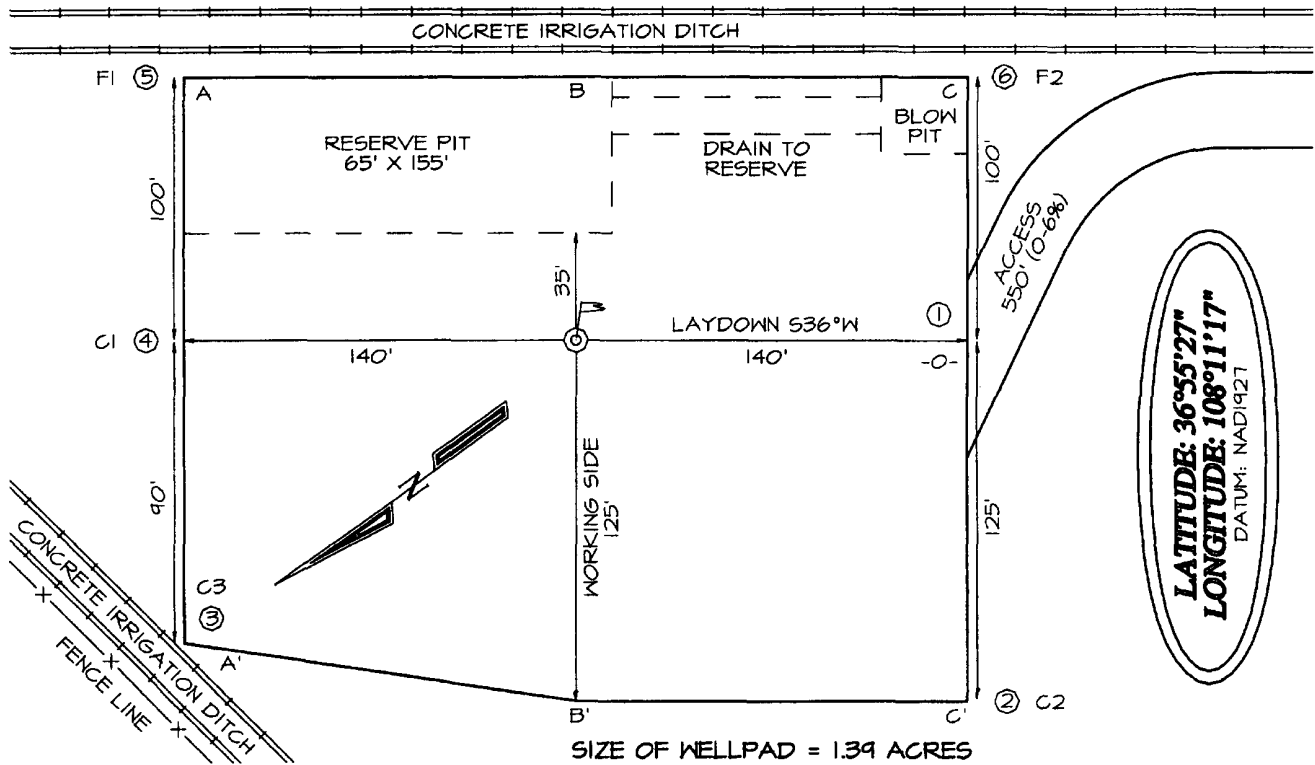 CONCRETE IRRIGATION DITCH
F1 ⑤
⑥ F2
A
B
C
BLOW
PIT
RESERVE PIT
65' X 155'
DRAIN TO
RESERVE
100'
100'
ACCESS
550' (0-6%)
35'
LAYDOWN S36°W
①
C1 ④
140'
140'
-0-
LATITUDE: 36°55'27"
LONGITUDE: 108°11'17"
DATUM: NAD1927
N
WORKING SIDE
125'
90'
125'
C3
③
A'
CONCRETE IRRIGATION DITCH
FENCE LINE
B'
C'
② C2
SIZE OF WELLPAD = 1.39 ACRES